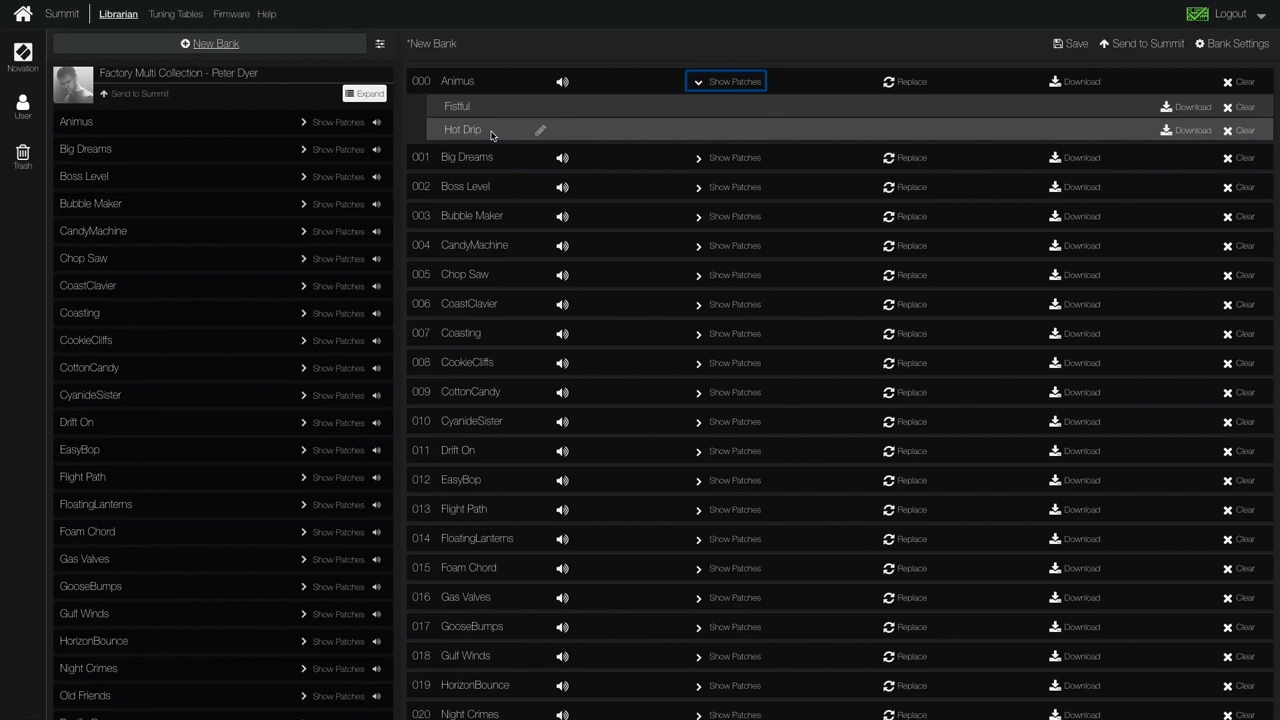 Summit Librarian Tuning Tables Firmware Help Logout
Novation
User
Trash
New Bank
Factory Multi Collection - Peter Dyer
Send to Summit Expand
Animus Show Patches
Big Dreams Show Patches
Boss Level Show Patches
Bubble Maker Show Patches
CandyMachine Show Patches
Chop Saw Show Patches
CoastClavier Show Patches
Coasting Show Patches
CookieCliffs Show Patches
CottonCandy Show Patches
CyanideSister Show Patches
Drift On Show Patches
EasyBop Show Patches
Flight Path Show Patches
FloatingLanterns Show Patches
Foam Chord Show Patches
Gas Valves Show Patches
GooseBumps Show Patches
Gulf Winds Show Patches
HorizonBounce Show Patches
Night Crimes Show Patches
Old Friends Show Patches
*New Bank Save Send to Summit Bank Settings
000 Animus Show Patches Replace Download Clear
Fistful Download Clear
Hot Drip Download Clear
001 Big Dreams Show Patches Replace Download Clear
002 Boss Level Show Patches Replace Download Clear
003 Bubble Maker Show Patches Replace Download Clear
004 CandyMachine Show Patches Replace Download Clear
005 Chop Saw Show Patches Replace Download Clear
006 CoastClavier Show Patches Replace Download Clear
007 Coasting Show Patches Replace Download Clear
008 CookieCliffs Show Patches Replace Download Clear
009 CottonCandy Show Patches Replace Download Clear
010 CyanideSister Show Patches Replace Download Clear
011 Drift On Show Patches Replace Download Clear
012 EasyBop Show Patches Replace Download Clear
013 Flight Path Show Patches Replace Download Clear
014 FloatingLanterns Show Patches Replace Download Clear
015 Foam Chord Show Patches Replace Download Clear
016 Gas Valves Show Patches Replace Download Clear
017 GooseBumps Show Patches Replace Download Clear
018 Gulf Winds Show Patches Replace Download Clear
019 HorizonBounce Show Patches Replace Download Clear
020 Night Crimes Show Patches Replace Download Clear